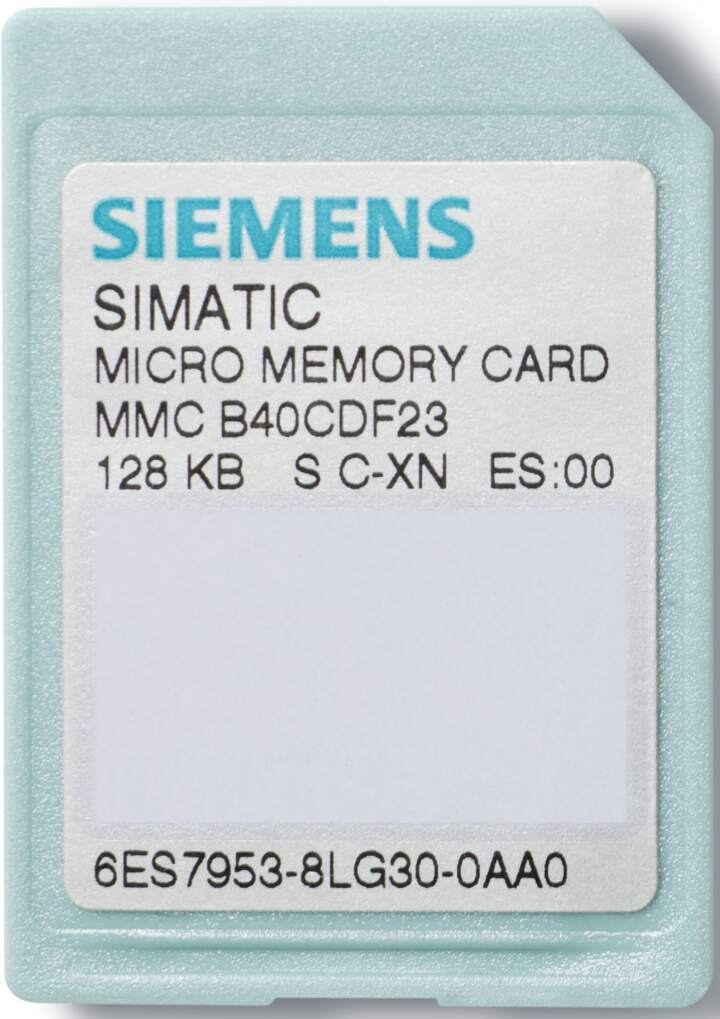 SIEMENS
SIMATIC
MICRO MEMORY CARD
MMC B40CDF23
128 KB S C-XN ES:00
6ES7953-8LG30-0AA0